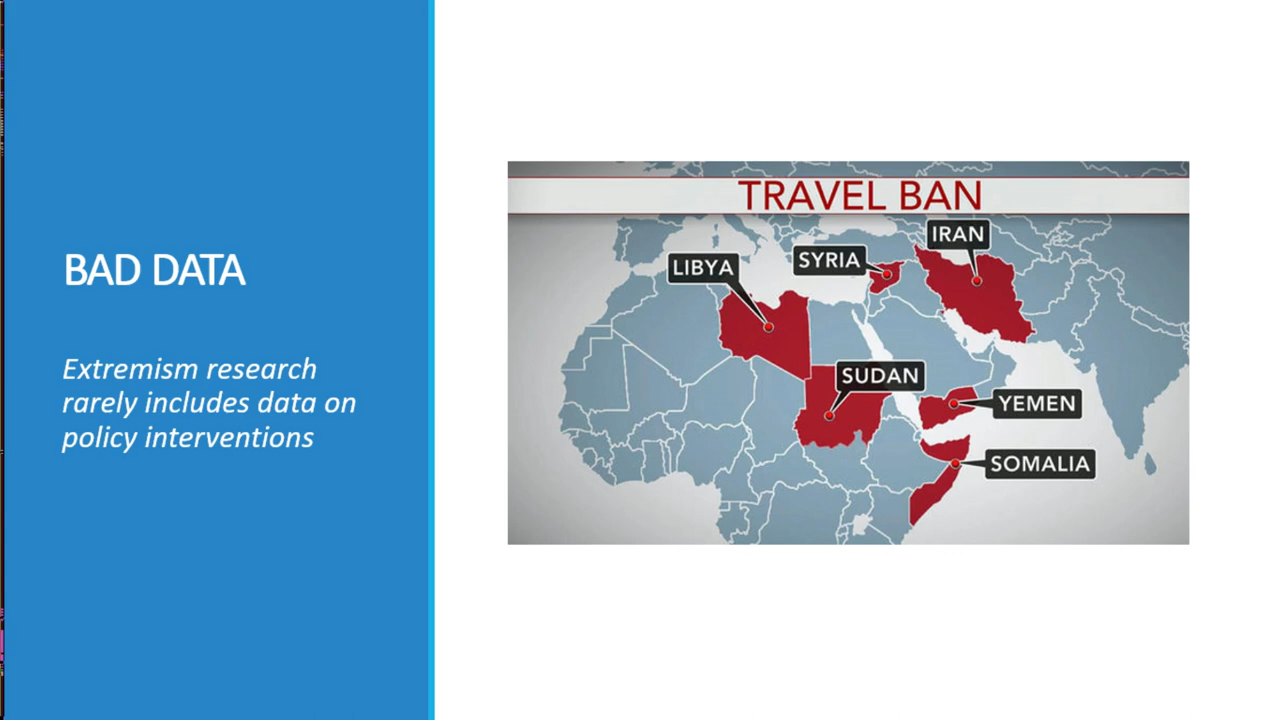 BAD DATA
Extremism research
rarely includes data on
policy interventions
TRAVEL BAN
IRAN
SYRIA
LIBYA
SUDAN
YEMEN
SOMALIA